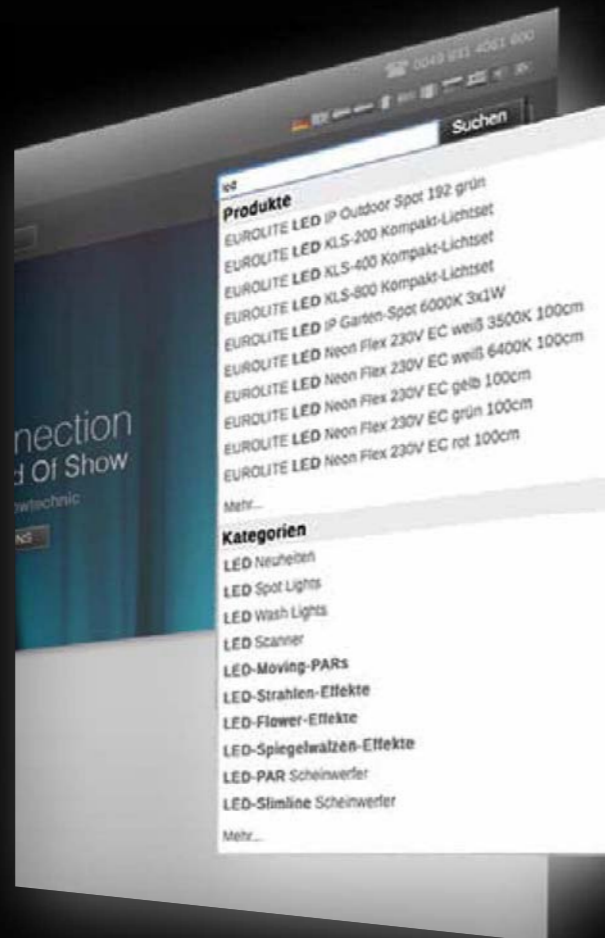 Suchen
led
Produkte
EUROLITE LED IP Outdoor Spot 192 grün
EUROLITE LED KLS-200 Kompakt-Lichtset
EUROLITE LED KLS-400 Kompakt-Lichtset
EUROLITE LED KLS-800 Kompakt-Lichtset
EUROLITE LED IP Garten-Spot 6000K 3x1W
EUROLITE LED Neon Flex 230V EC weiß 3500K 100cm
EUROLITE LED Neon Flex 230V EC weiß 6400K 100cm
EUROLITE LED Neon Flex 230V EC gelb 100cm
EUROLITE LED Neon Flex 230V EC grün 100cm
EUROLITE LED Neon Flex 230V EC rot 100cm
Mehr...
Kategorien
LED Neuheiten
LED Spot Lights
LED Wash Lights
LED Scanner
LED-Moving-PARs
LED-Strahlen-Effekte
LED-Flower-Effekte
LED-Spiegelwalzen-Effekte
LED-PAR Scheinwerfer
LED-Slimline Scheinwerfer
Mehr...
nection
d Of Show
owtechnic
NS